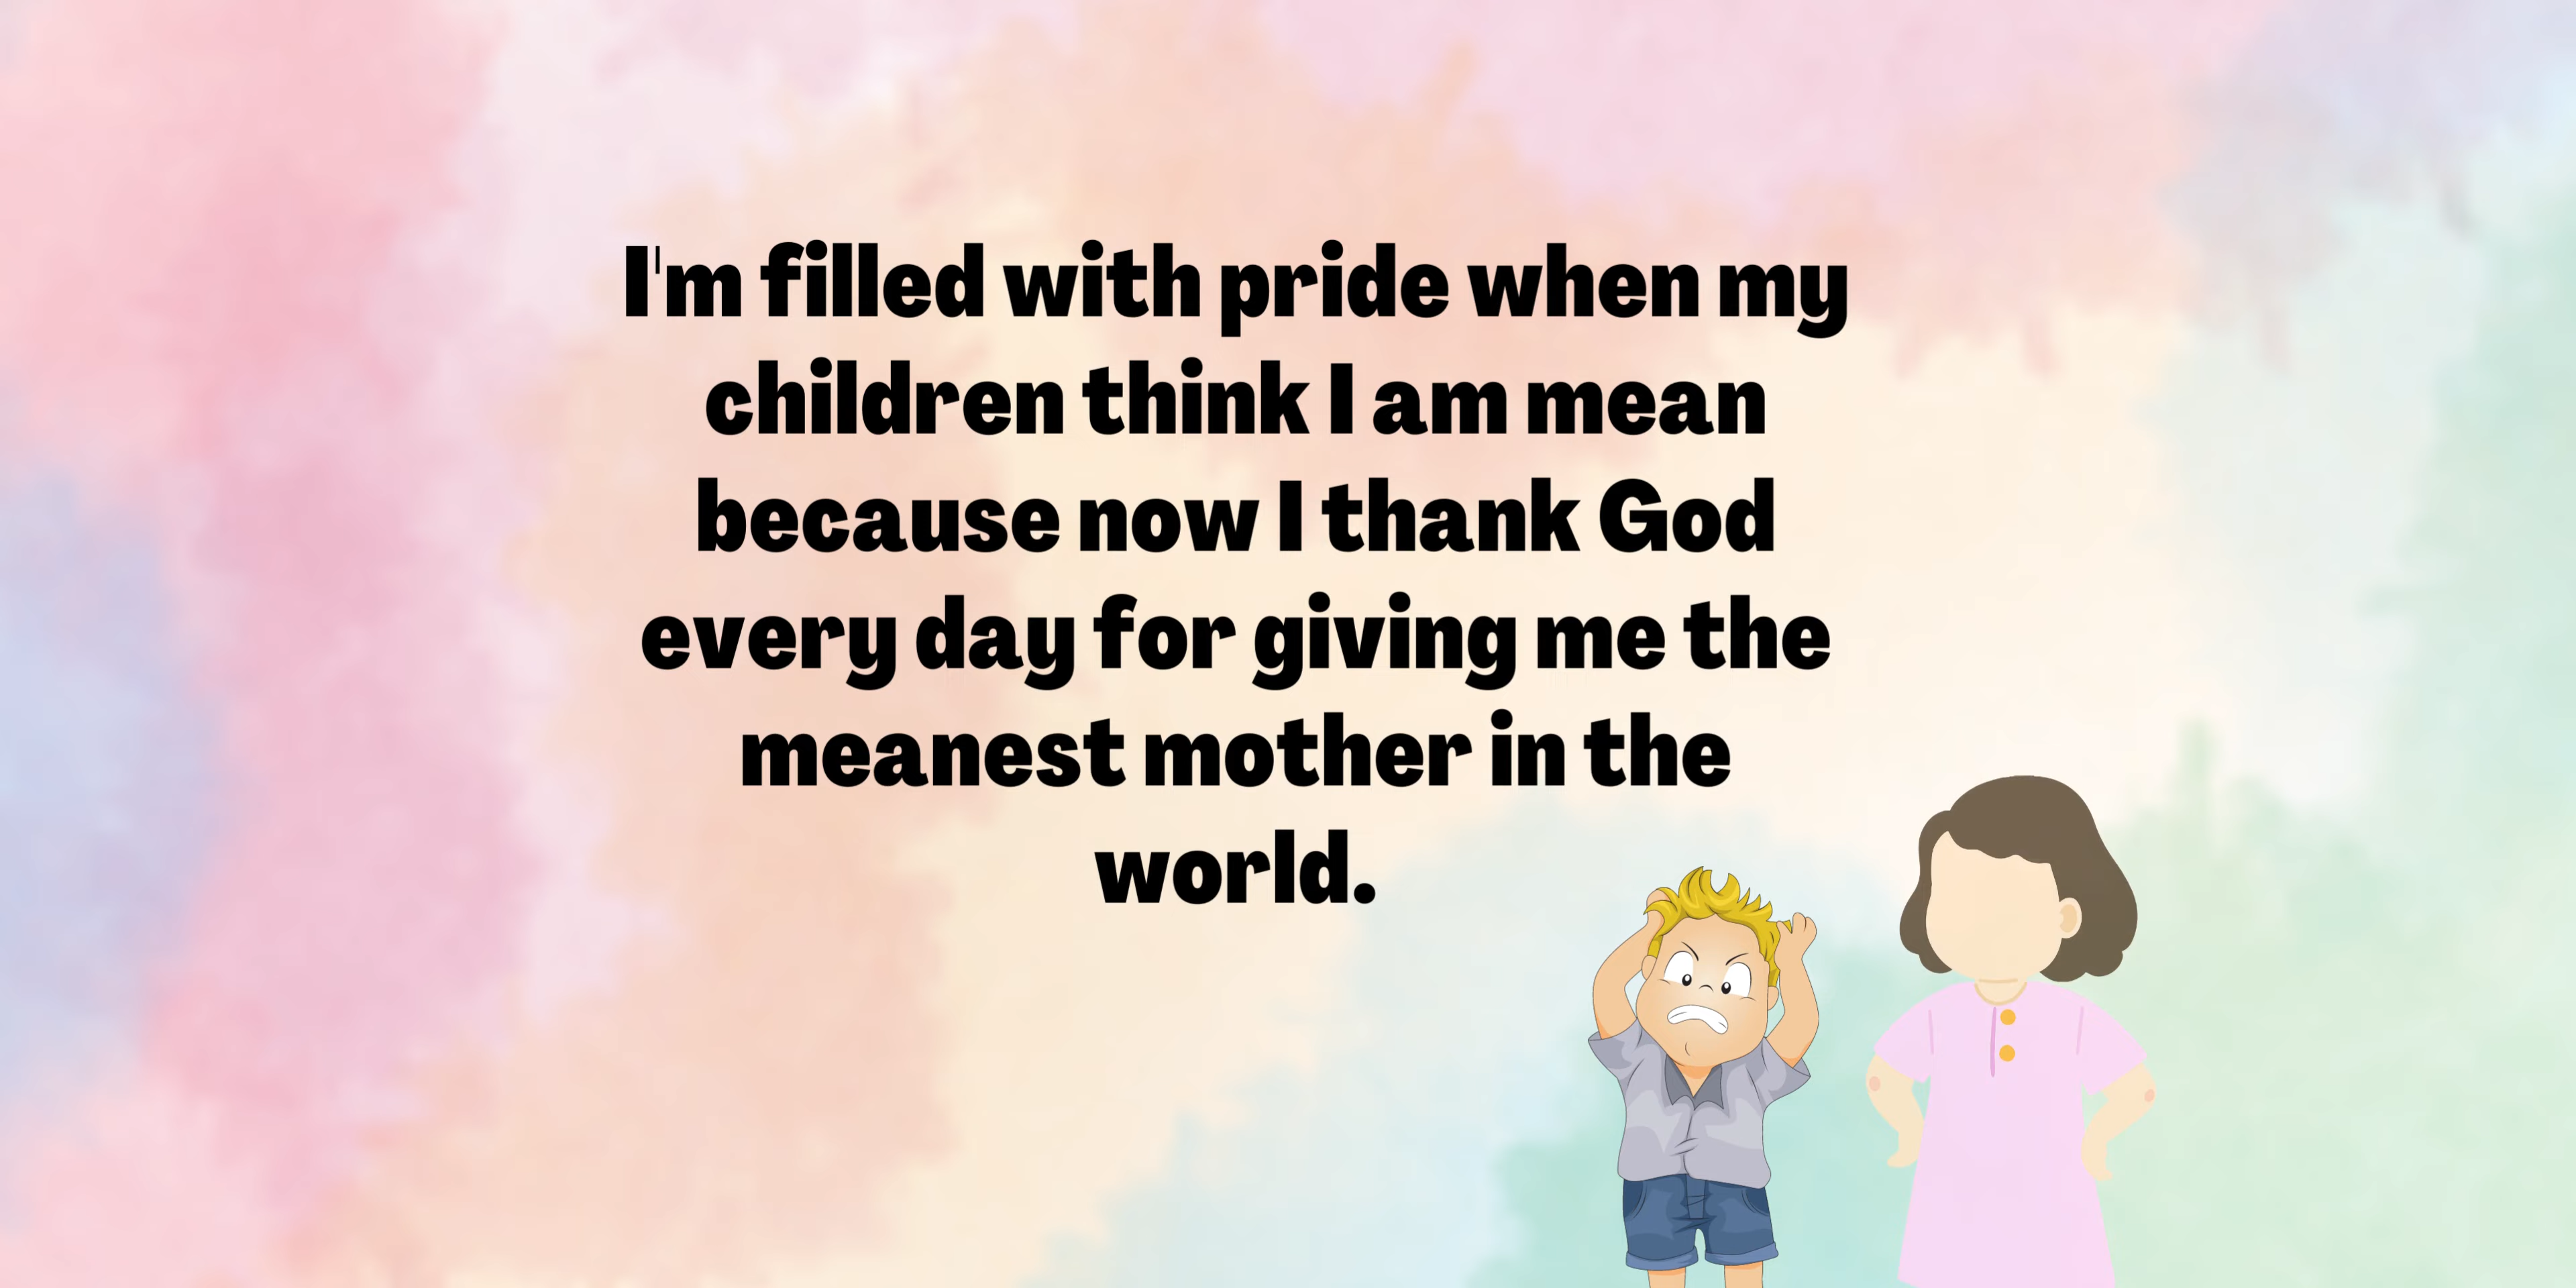 I'm filled with pride when my
children think I am mean
because now I thank God
every day for giving me the
meanest mother in the
world.